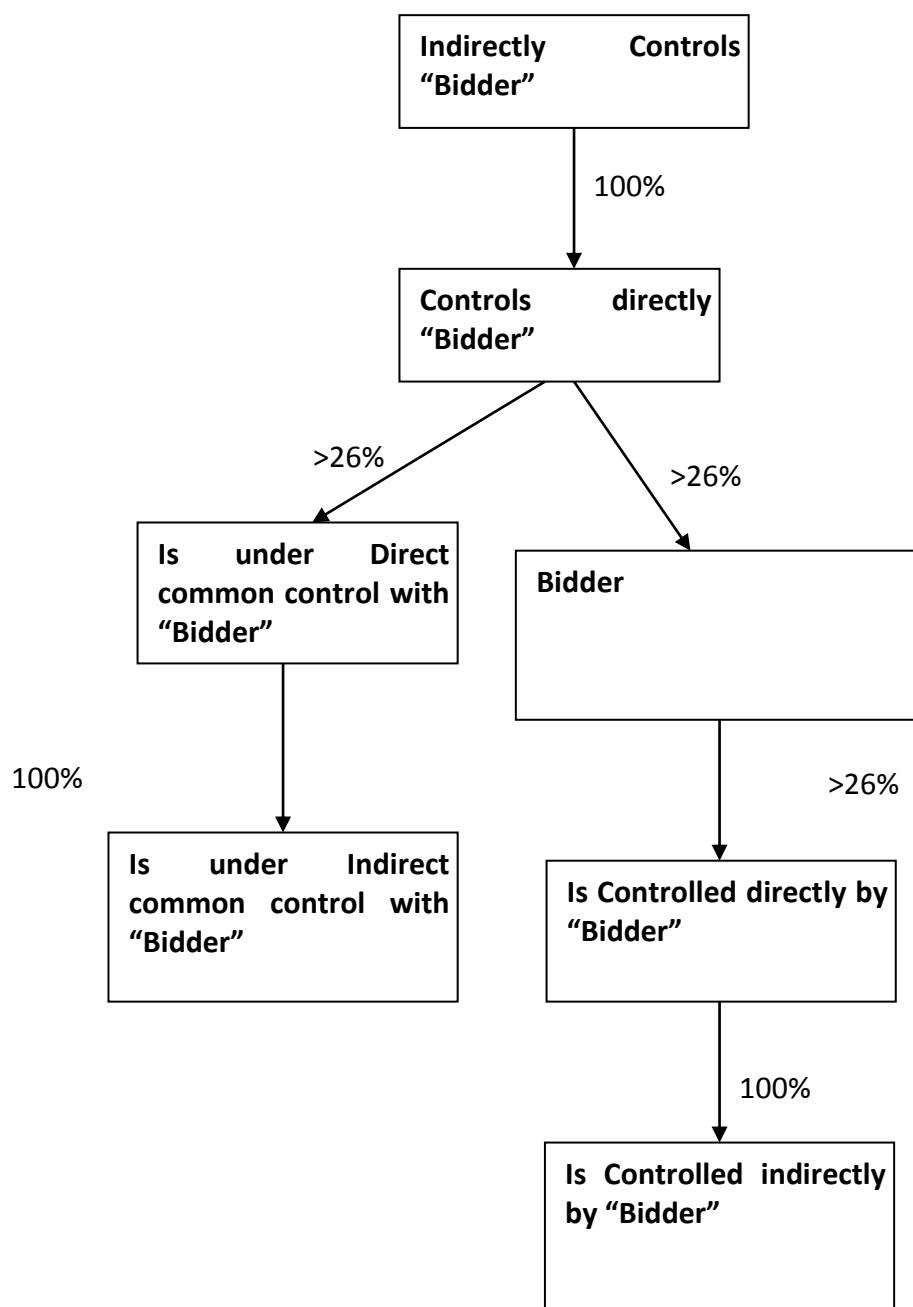 Indirectly Controls
“Bidder”
100%
Controls directly
“Bidder”
>26%
>26%
Is under Direct
common control with
“Bidder”
Bidder
100%
>26%
Is under Indirect
common control with
“Bidder”
Is Controlled directly by
“Bidder”
100%
Is Controlled indirectly
by “Bidder”